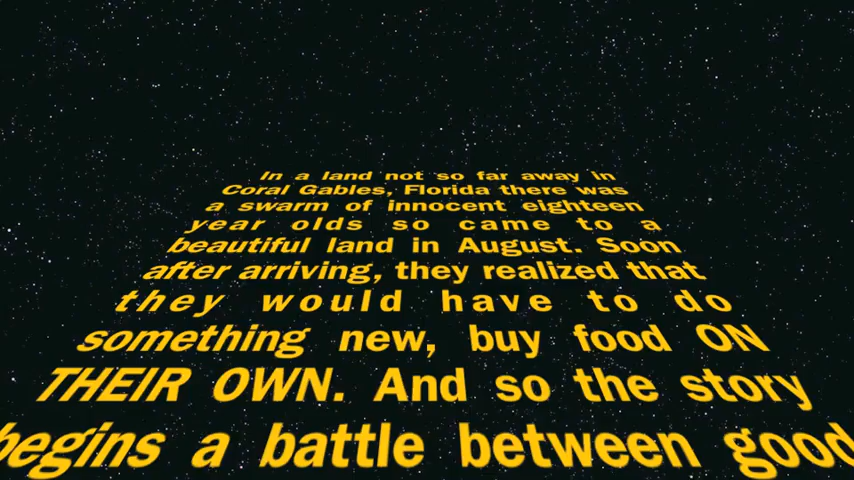 In a land not so far away in
Coral Gables, Florida there was
a swarm of innocent eighteen
year olds so came to a
beautiful land in August. Soon
after arriving, they realized that
they would have to do
something new, buy food ON
THEIR OWN. And so the story
begins a battle between good